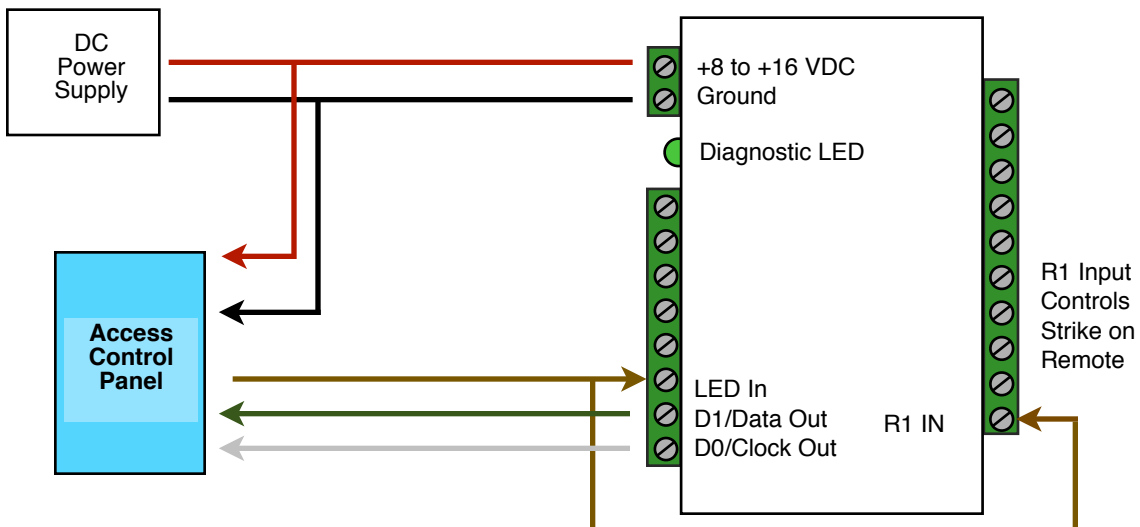 DC
Power
Supply
+8 to +16 VDC
Ground
Diagnostic LED
Access
Control
Panel
LED In
D1/Data Out
D0/Clock Out
R1 IN
R1 Input
Controls
Strike on
Remote